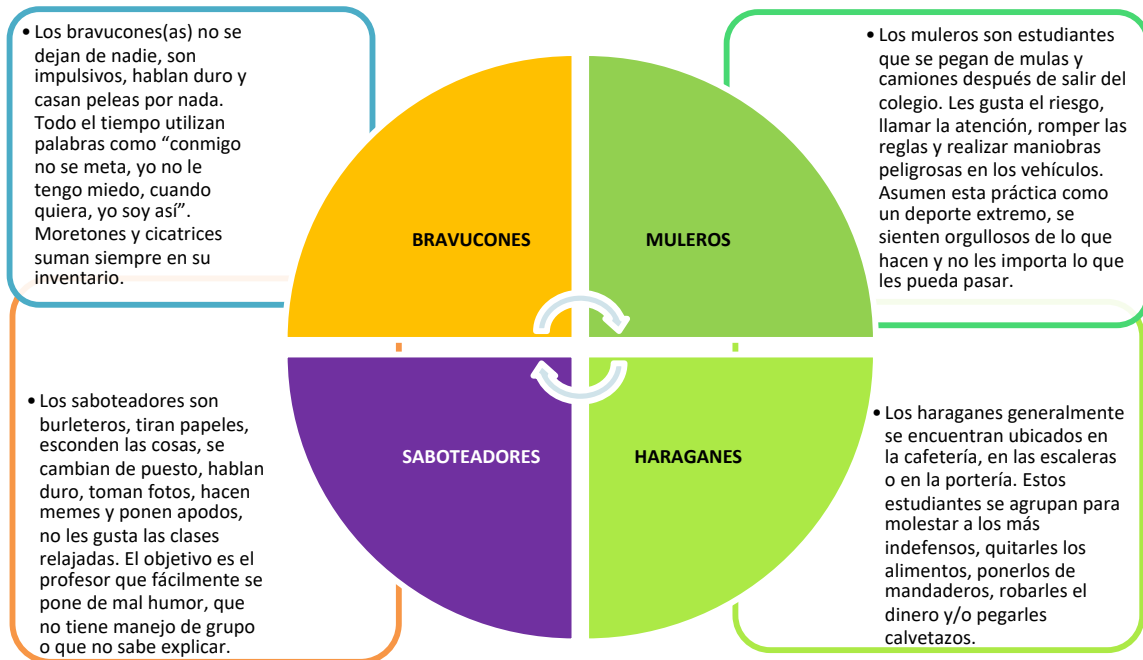 • Los bravucones(as) no se
dejan de nadie, son
impulsivos, hablan duro y
casan peleas por nada.
Todo el tiempo utilizan
palabras como “conmigo
no se meta, yo no le
tengo miedo, cuando
quiera, yo soy así”.
Moretones y cicatrices
suman siempre en su
inventario.
BRAVUCONES
MULEROS
• Los muleros son estudiantes
que se pegan de mulas y
camiones después de salir del
colegio. Les gusta el riesgo,
llamar la atención, romper las
reglas y realizar maniobras
peligrosas en los vehículos.
Asumen esta práctica como
un deporte extremo, se
sienten orgullosos de lo que
hacen y no les importa lo que
les pueda pasar.
• Los saboteadores son
burleteros, tiran papeles,
esconden las cosas, se
cambian de puesto, hablan
duro, toman fotos, hacen
memes y ponen apodos,
no les gusta las clases
relajadas. El objetivo es el
profesor que fácilmente se
pone de mal humor, que
no tiene manejo de grupo
o que no sabe explicar.
SABOTEADORES
HARAGANES
• Los haraganes generalmente
se encuentran ubicados en
la cafetería, en las escaleras
o en la portería. Estos
estudiantes se agrupan para
molestar a los más
indefensos, quitarles los
alimentos, ponerlos de
mandaderos, robarles el
dinero y/o pegarles
calvetazos.